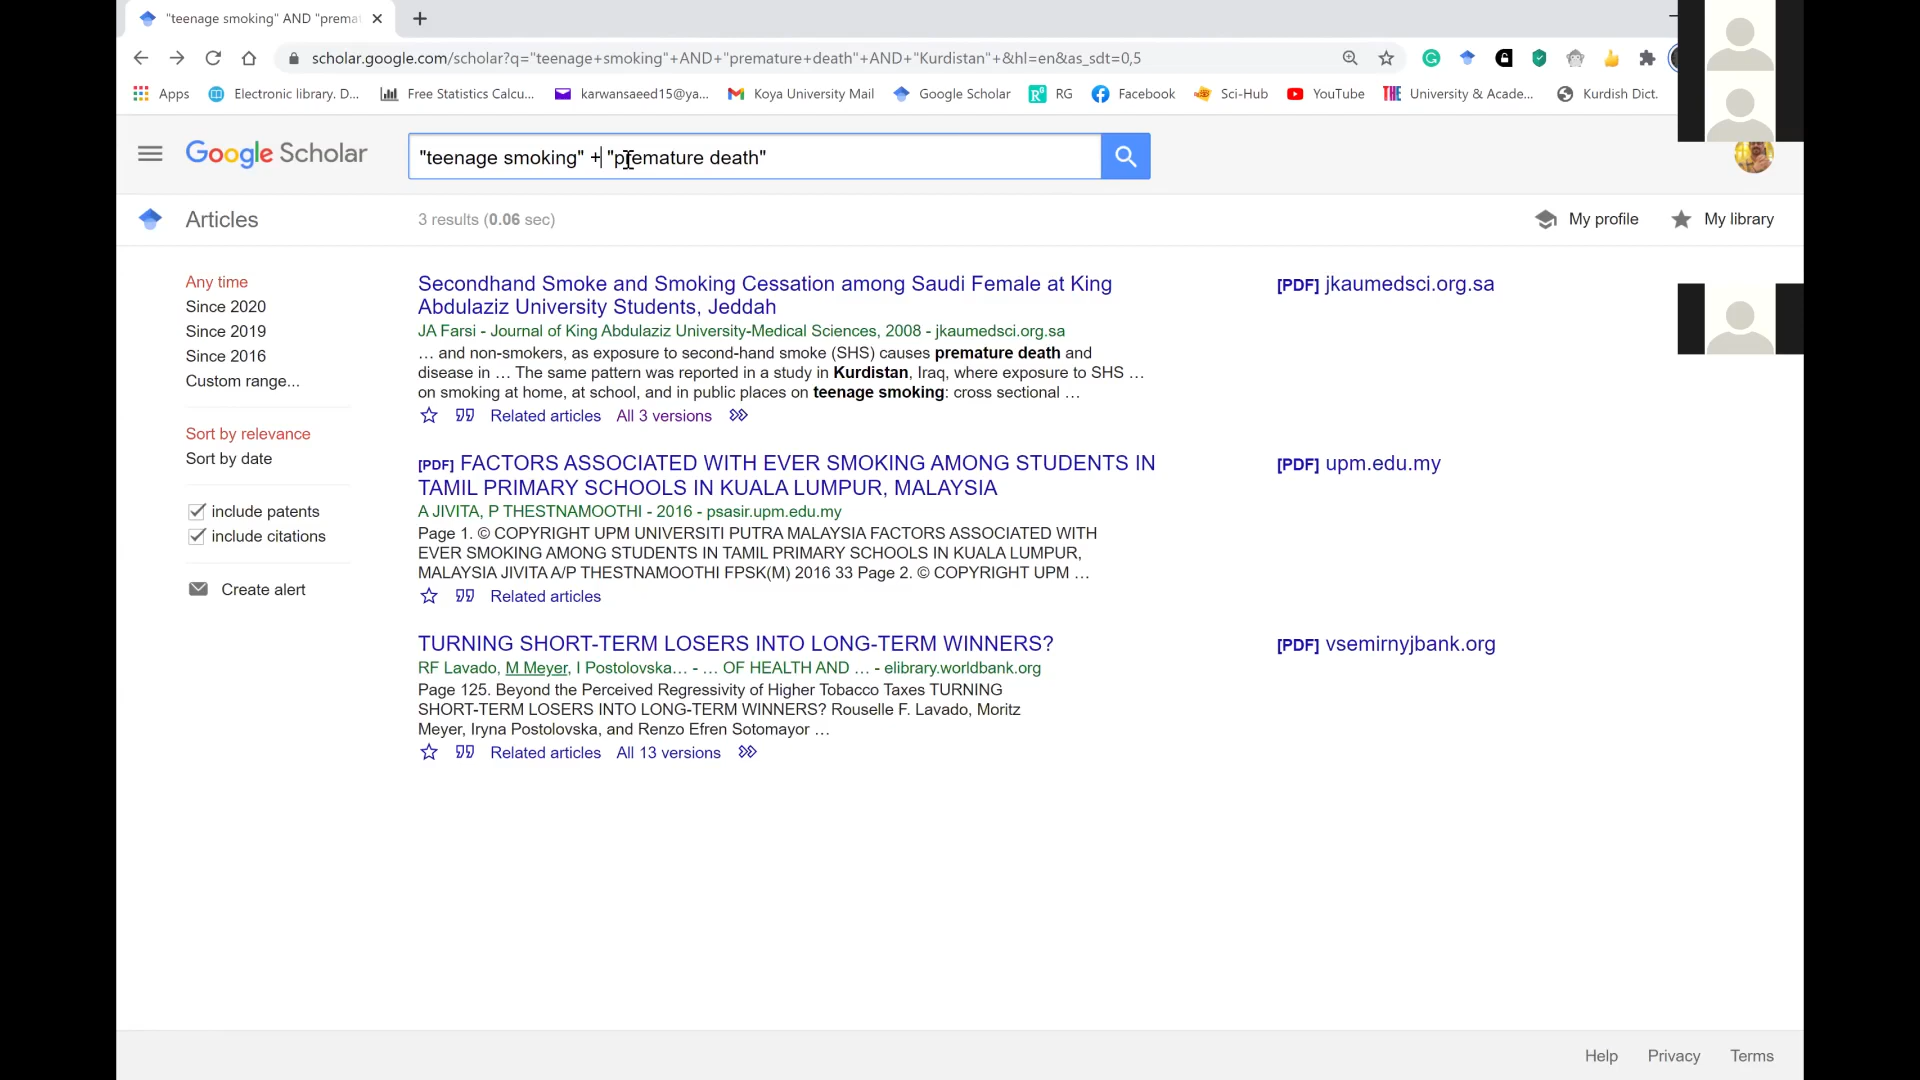 "teenage smoking" AND "prema
scholar.google.com/scholar?q="teenage+smoking"+AND+"premature+death"+AND+"Kurdistan"+&hl=en&as_sdt=0,5
Apps Electronic library. D... Free Statistics Calcu... karwansaeed15@ya... Koya University Mail Google Scholar RG Facebook Sci-Hub YouTube THE University & Acade... Kurdish Dict.
Google Scholar
"teenage smoking" + "premature death"
Articles
3 results (0.06 sec)
My profile
My library
Any time
Since 2020
Since 2019
Since 2016
Custom range...
Sort by relevance
Sort by date
include patents
include citations
Create alert
Secondhand Smoke and Smoking Cessation among Saudi Female at King
Abdulaziz University Students, Jeddah
JA Farsi - Journal of King Abdulaziz University-Medical Sciences, 2008 - jkaumedsci.org.sa
… and non-smokers, as exposure to second-hand smoke (SHS) causes premature death and
disease in … The same pattern was reported in a study in Kurdistan, Iraq, where exposure to SHS …
on smoking at home, at school, and in public places on teenage smoking: cross sectional …
Related articles All 3 versions
[PDF] jkaumedsci.org.sa
[PDF] FACTORS ASSOCIATED WITH EVER SMOKING AMONG STUDENTS IN
TAMIL PRIMARY SCHOOLS IN KUALA LUMPUR, MALAYSIA
A JIVITA, P THESTNAMOOTHI - 2016 - psasir.upm.edu.my
Page 1. © COPYRIGHT UPM UNIVERSITI PUTRA MALAYSIA FACTORS ASSOCIATED WITH
EVER SMOKING AMONG STUDENTS IN TAMIL PRIMARY SCHOOLS IN KUALA LUMPUR,
MALAYSIA JIVITA A/P THESTNAMOOTHI FPSK(M) 2016 33 Page 2. © COPYRIGHT UPM …
Related articles
[PDF] upm.edu.my
TURNING SHORT-TERM LOSERS INTO LONG-TERM WINNERS?
RF Lavado, M Meyer, I Postolovska… - … OF HEALTH AND … - elibrary.worldbank.org
Page 125. Beyond the Perceived Regressivity of Higher Tobacco Taxes TURNING
SHORT-TERM LOSERS INTO LONG-TERM WINNERS? Rouselle F. Lavado, Moritz
Meyer, Iryna Postolovska, and Renzo Efren Sotomayor …
Related articles All 13 versions
[PDF] vsemirnyjbank.org
Help Privacy Terms